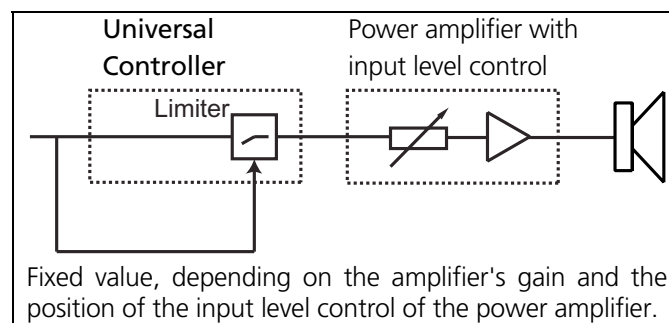 Universal Controller
Power amplifier with input level control
Limiter
Fixed value, depending on the amplifier's gain and the
position of the input level control of the power amplifier.